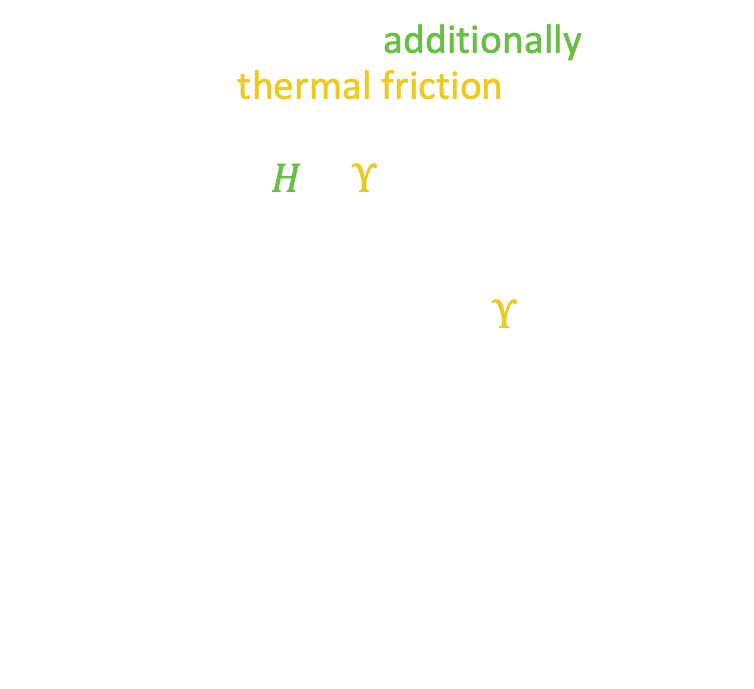 additionally
thermal friction
H ϒ
ϒ